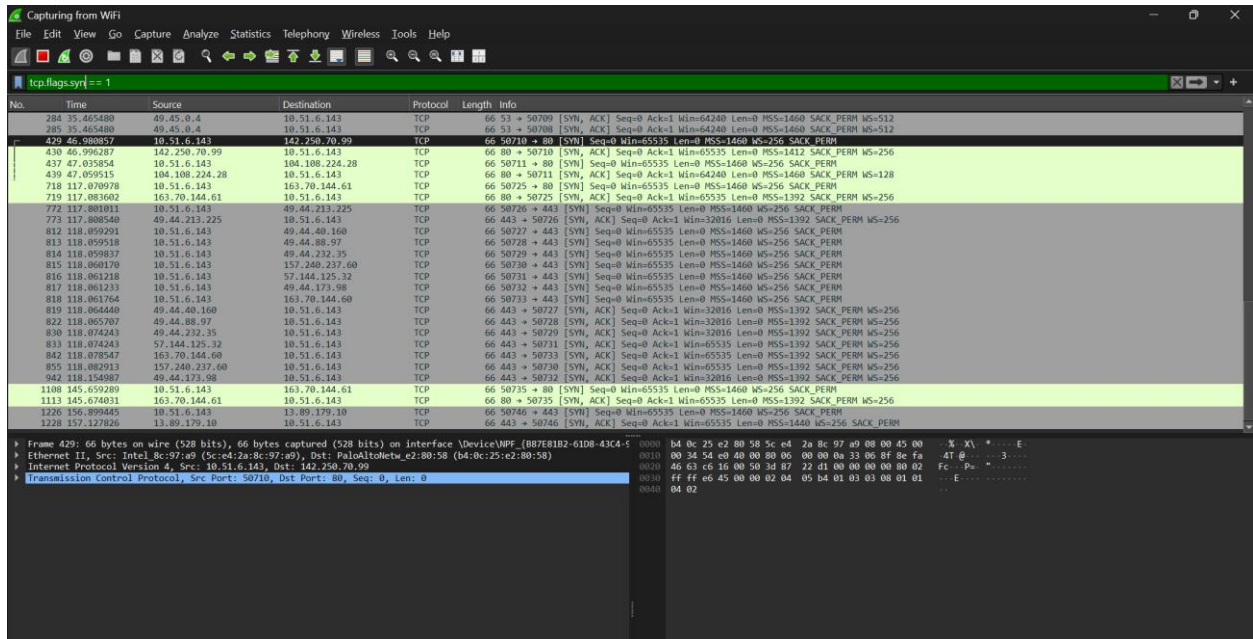 Capturing from WiFi
File Edit View Go Capture Analyze Statistics Telephony Wireless Tools Help
tcp.flags.syn == 1
No. Time Source Destination Protocol Length Info
284 35.465480 49.45.0.4 10.51.6.143 TCP 66 53 → 50709 [SYN, ACK] Seq=0 Ack=1 Win=64240 Len=0 MSS=1460 SACK_PERM WS=512
285 35.465480 49.45.0.4 10.51.6.143 TCP 66 53 → 50708 [SYN, ACK] Seq=0 Ack=1 Win=64240 Len=0 MSS=1460 SACK_PERM WS=512
429 46.980857 10.51.6.143 142.250.70.99 TCP 66 50710 → 80 [SYN] Seq=0 Win=65535 Len=0 MSS=1460 WS=256 SACK_PERM
430 46.996287 142.250.70.99 10.51.6.143 TCP 66 80 → 50710 [SYN, ACK] Seq=0 Ack=1 Win=65535 Len=0 MSS=1412 SACK_PERM WS=256
437 47.035854 10.51.6.143 104.108.224.28 TCP 66 50711 → 80 [SYN] Seq=0 Win=65535 Len=0 MSS=1460 WS=256 SACK_PERM
439 47.059515 104.108.224.28 10.51.6.143 TCP 66 80 → 50711 [SYN, ACK] Seq=0 Ack=1 Win=64240 Len=0 MSS=1460 SACK_PERM WS=128
718 117.070978 10.51.6.143 163.70.144.61 TCP 66 50725 → 80 [SYN] Seq=0 Win=65535 Len=0 MSS=1460 WS=256 SACK_PERM
719 117.083602 163.70.144.61 10.51.6.143 TCP 66 80 → 50725 [SYN, ACK] Seq=0 Ack=1 Win=65535 Len=0 MSS=1392 SACK_PERM WS=256
772 117.801011 10.51.6.143 49.44.213.225 TCP 66 50726 → 443 [SYN] Seq=0 Win=65535 Len=0 MSS=1460 WS=256 SACK_PERM
773 117.808540 49.44.213.225 10.51.6.143 TCP 66 443 → 50726 [SYN, ACK] Seq=0 Ack=1 Win=32016 Len=0 MSS=1392 SACK_PERM WS=256
812 118.059291 10.51.6.143 49.44.40.160 TCP 66 50727 → 443 [SYN] Seq=0 Win=65535 Len=0 MSS=1460 WS=256 SACK_PERM
813 118.059518 10.51.6.143 49.44.88.97 TCP 66 50728 → 443 [SYN] Seq=0 Win=65535 Len=0 MSS=1460 WS=256 SACK_PERM
814 118.059837 10.51.6.143 49.44.232.35 TCP 66 50729 → 443 [SYN] Seq=0 Win=65535 Len=0 MSS=1460 WS=256 SACK_PERM
815 118.060170 10.51.6.143 157.240.237.60 TCP 66 50730 → 443 [SYN] Seq=0 Win=65535 Len=0 MSS=1460 WS=256 SACK_PERM
816 118.061218 10.51.6.143 57.144.125.32 TCP 66 50731 → 443 [SYN] Seq=0 Win=65535 Len=0 MSS=1460 WS=256 SACK_PERM
817 118.061233 10.51.6.143 49.44.173.98 TCP 66 50732 → 443 [SYN] Seq=0 Win=65535 Len=0 MSS=1460 WS=256 SACK_PERM
818 118.061764 10.51.6.143 163.70.144.60 TCP 66 50733 → 443 [SYN] Seq=0 Win=65535 Len=0 MSS=1460 WS=256 SACK_PERM
819 118.064440 49.44.40.160 10.51.6.143 TCP 66 443 → 50727 [SYN, ACK] Seq=0 Ack=1 Win=32016 Len=0 MSS=1392 SACK_PERM WS=256
822 118.065707 49.44.88.97 10.51.6.143 TCP 66 443 → 50728 [SYN, ACK] Seq=0 Ack=1 Win=32016 Len=0 MSS=1392 SACK_PERM WS=256
830 118.074243 49.44.232.35 10.51.6.143 TCP 66 443 → 50729 [SYN, ACK] Seq=0 Ack=1 Win=32016 Len=0 MSS=1392 SACK_PERM WS=256
833 118.074243 57.144.125.32 10.51.6.143 TCP 66 443 → 50731 [SYN, ACK] Seq=0 Ack=1 Win=65535 Len=0 MSS=1392 SACK_PERM WS=256
842 118.078547 163.70.144.60 10.51.6.143 TCP 66 443 → 50733 [SYN, ACK] Seq=0 Ack=1 Win=65535 Len=0 MSS=1392 SACK_PERM WS=256
855 118.082913 157.240.237.60 10.51.6.143 TCP 66 443 → 50730 [SYN, ACK] Seq=0 Ack=1 Win=65535 Len=0 MSS=1392 SACK_PERM WS=256
942 118.154987 49.44.173.98 10.51.6.143 TCP 66 443 → 50732 [SYN, ACK] Seq=0 Ack=1 Win=32016 Len=0 MSS=1392 SACK_PERM WS=256
1108 145.659289 10.51.6.143 163.70.144.61 TCP 66 50735 → 80 [SYN] Seq=0 Win=65535 Len=0 MSS=1460 WS=256 SACK_PERM
1113 145.674031 163.70.144.61 10.51.6.143 TCP 66 80 → 50735 [SYN, ACK] Seq=0 Ack=1 Win=65535 Len=0 MSS=1392 SACK_PERM WS=256
1226 156.899445 10.51.6.143 13.89.179.10 TCP 66 50746 → 443 [SYN] Seq=0 Win=65535 Len=0 MSS=1460 WS=256 SACK_PERM
1228 157.127826 13.89.179.10 10.51.6.143 TCP 66 443 → 50746 [SYN, ACK] Seq=0 Ack=1 Win=65535 Len=0 MSS=1440 WS=256 SACK_PERM
Frame 429: 66 bytes on wire (528 bits), 66 bytes captured (528 bits) on interface \Device\NPF_{B87E81B2-61D8-43C4-9
Ethernet II, Src: Intel_8c:97:a9 (5c:e4:2a:8c:97:a9), Dst: PaloAltoNetw_e2:80:58 (b4:0c:25:e2:80:58)
Internet Protocol Version 4, Src: 10.51.6.143, Dst: 142.250.70.99
Transmission Control Protocol, Src Port: 50710, Dst Port: 80, Seq: 0, Len: 0
0000 b4 0c 25 e2 80 58 5c e4 2a 8c 97 a9 08 00 45 00 ··%··X\· *·····E·
0010 00 34 54 e0 40 00 80 06 00 00 0a 33 06 8f 8e fa ·4T·@··· ···3····
0020 46 63 c6 16 00 50 3d 87 22 d1 00 00 00 00 80 02 Fc···P=· "·······
0030 ff ff e6 45 00 00 02 04 05 b4 01 03 03 08 01 01 ···E···· ········
0040 04 02 ··